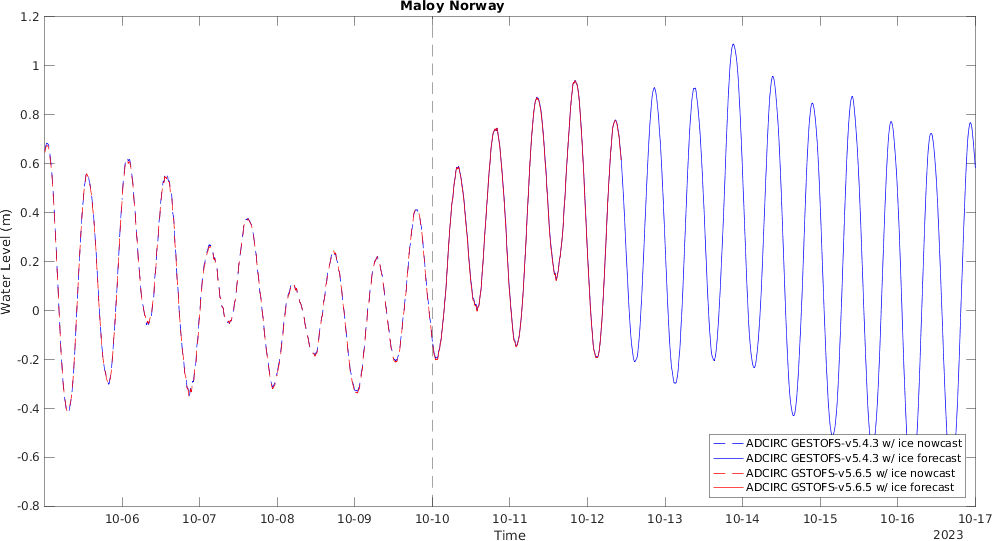 Maloy Norway
1.2
1
0.8
0.6
0.4
0.2
0
-0.2
-0.4
-0.6
-0.8
Water Level (m)
ADCIRC GESTOFS-v5.4.3 w/ ice nowcast
ADCIRC GESTOFS-v5.4.3 w/ ice forecast
ADCIRC GSTOFS-v5.6.5 w/ ice nowcast
ADCIRC GSTOFS-v5.6.5 w/ ice forecast
10-06 10-07 10-08 10-09 10-10 10-11 10-12 10-13 10-14 10-15 10-16 10-17
Time
2023